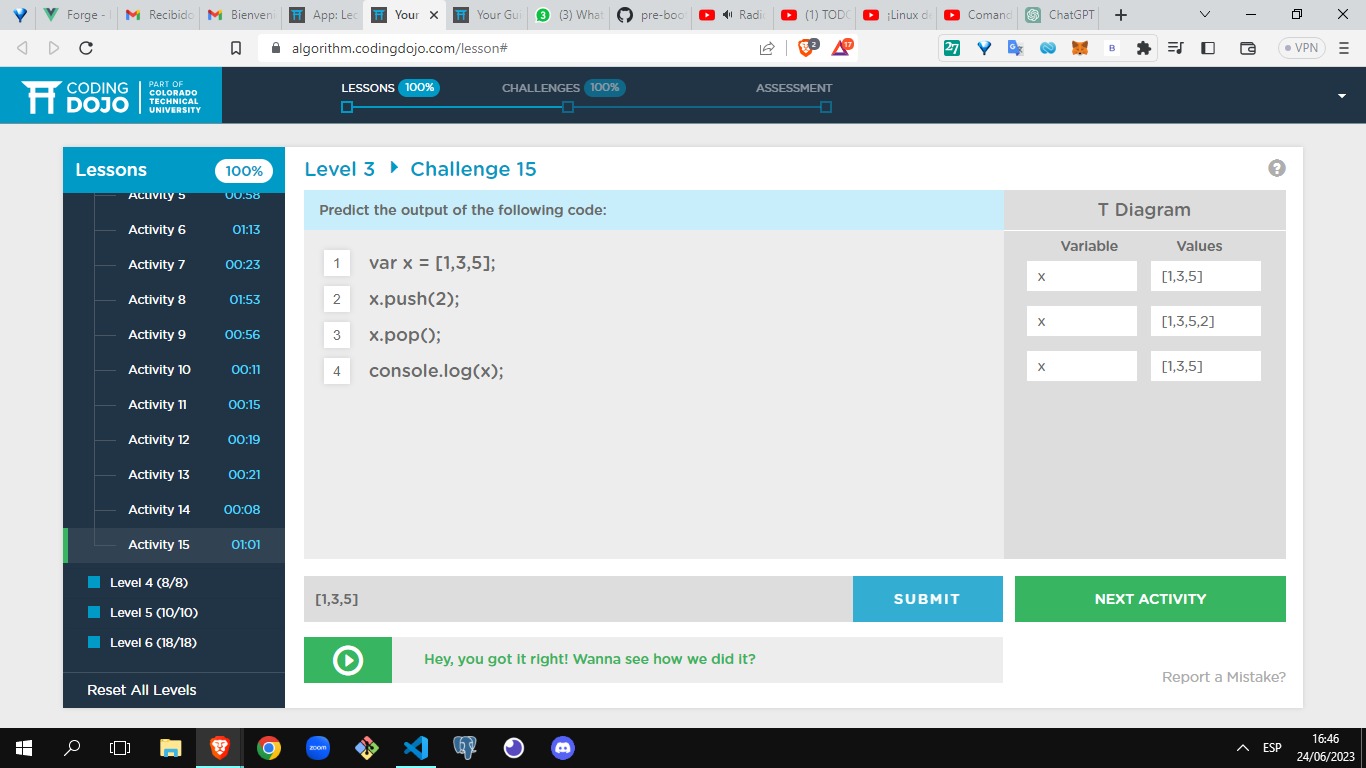 Forge -
Recibido
Bienveni
App: Lec
Your
Your Gui
(3) What
pre-boo
Radi
(1) TODO
¡Linux de
Comand
ChatGPT
algorithm.codingdojo.com/lesson#
2
17
27
B
VPN
CODING DOJO
PART OF
COLORADO
TECHNICAL
UNIVERSITY
LESSONS 100%
CHALLENGES 100%
ASSESSMENT
Lessons 100%
Activity 5 00:58
Activity 6 01:13
Activity 7 00:23
Activity 8 01:53
Activity 9 00:56
Activity 10 00:11
Activity 11 00:15
Activity 12 00:19
Activity 13 00:21
Activity 14 00:08
Activity 15 01:01
Level 4 (8/8)
Level 5 (10/10)
Level 6 (18/18)
Reset All Levels
Level 3 Challenge 15
?
Predict the output of the following code:
1 var x = [1,3,5];
2 x.push(2);
3 x.pop();
4 console.log(x);
T Diagram
Variable Values
x [1,3,5]
x [1,3,5,2]
x [1,3,5]
[1,3,5]
SUBMIT
NEXT ACTIVITY
Hey, you got it right! Wanna see how we did it?
Report a Mistake?
zoom
ESP
16:46
24/06/2023